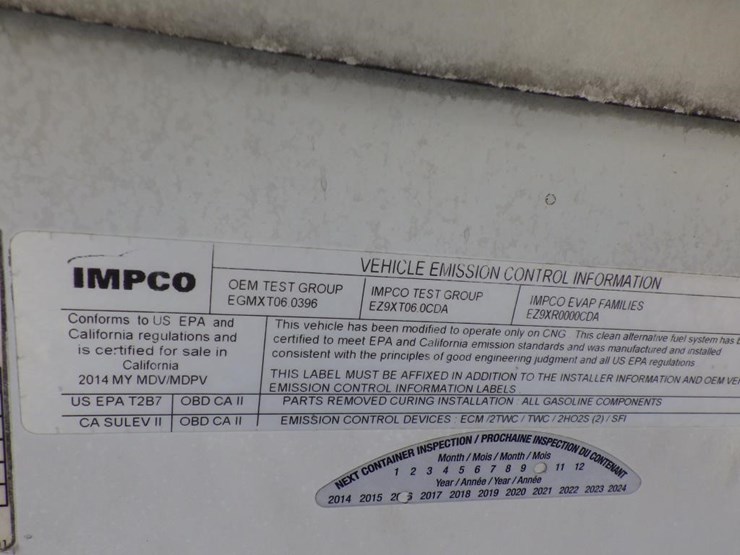 IMPCO
VEHICLE EMISSION CONTROL INFORMATION
OEM TEST GROUP
EGMXT06.0396
IMPCO TEST GROUP
EZ9XT06.0CDA
IMPCO EVAP FAMILIES
EZ9XR0000CDA
Conforms to US EPA and
California regulations and
is certified for sale in
California
2014 MY MDV/MDPV
This vehicle has been modified to operate only on CNG This clean alternative fuel system has
certified to meet EPA and California emission standards and was manufactured and installed
consistent with the principles of good engineering judgment and all US EPA regulations
THIS LABEL MUST BE AFFIXED IN ADDITION TO THE INSTALLER INFORMATION AND OEM
EMISSION CONTROL INFORMATION LABELS
US EPA T2B7 OBD CA II PARTS REMOVED CURING INSTALLATION : ALL GASOLINE COMPONENTS
CA SULEV II OBD CA II EMISSION CONTROL DEVICES : ECM /2TWC / TWC / 2HO2S (2) / SFI
NEXT CONTAINER INSPECTION / PROCHAINE INSPECTION DU CONTENANT
Month / Mois / Month / Mois
1 2 3 4 5 6 7 8 9 11 12
Year / Année / Year / Année
2014 2015 2017 2018 2019 2020 2021 2022 2023 2024